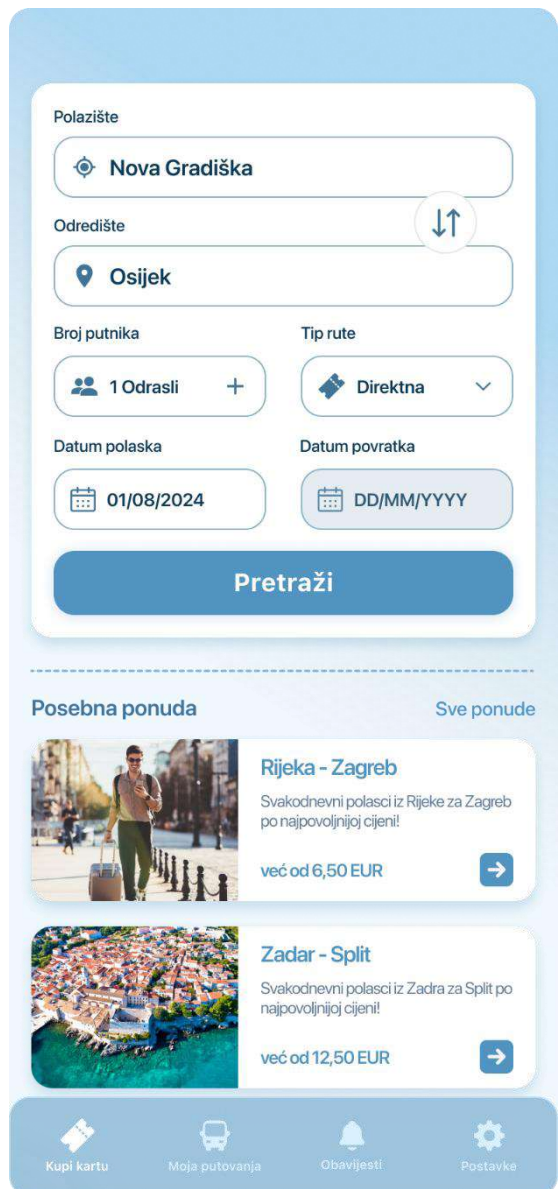 Polazište
Nova Gradiška
Odredište
Osijek
Broj putnika
Tip rute
1 Odrasli
Direktna
Datum polaska
Datum povratka
01/08/2024
DD/MM/YYYY
Pretraži
Posebna ponuda
Sve ponude
Rijeka - Zagreb
Svakodnevni polasci iz Rijeke za Zagreb
po najpovoljnijoj cijeni!
već od 6,50 EUR
Zadar - Split
Svakodnevni polasci iz Zadra za Split po
najpovoljnijoj cijeni!
već od 12,50 EUR
Kupi kartu
Moja putovanja
Obavijesti
Postavke